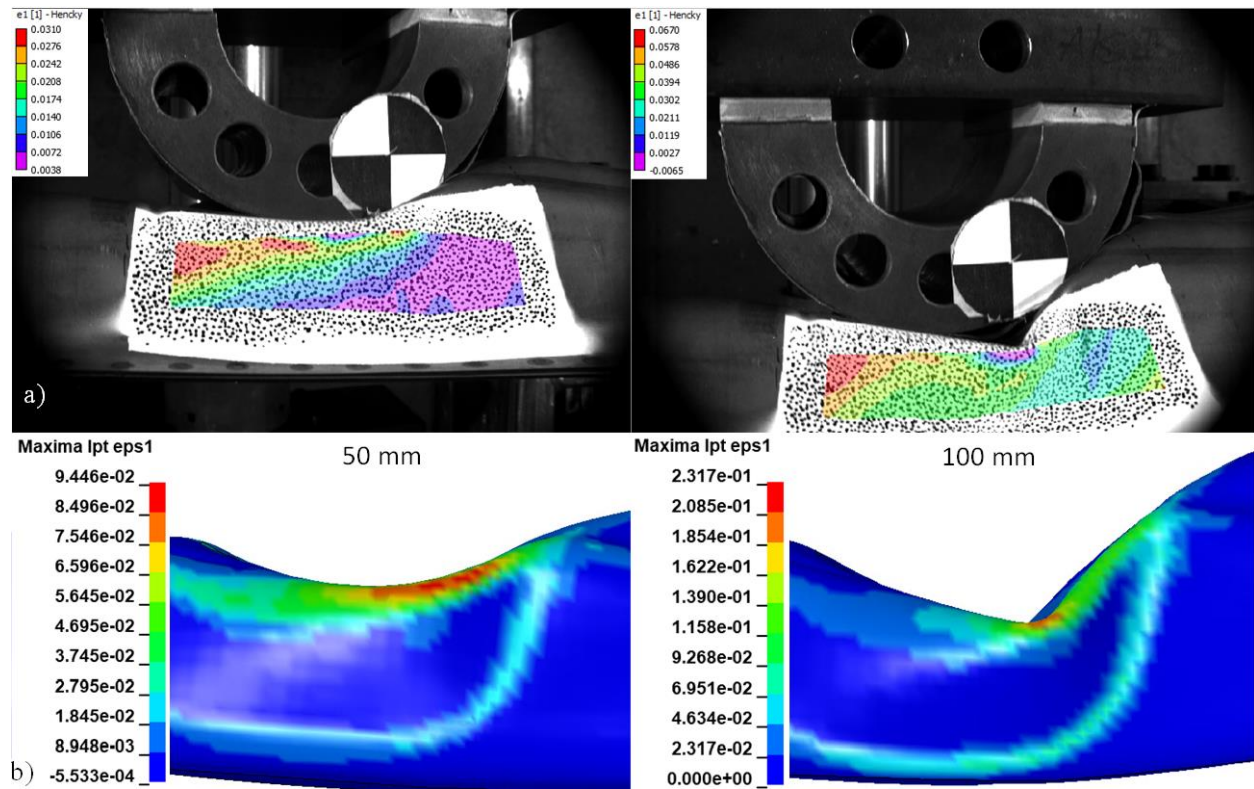 e1 [1] - Hencky
0.0310
0.0276
0.0242
0.0208
0.0174
0.0140
0.0106
0.0072
0.0038
e1 [1] - Hencky
0.0670
0.0578
0.0486
0.0394
0.0302
0.0211
0.0119
0.0027
-0.0065
a)
Maxima Ipt eps1
50 mm
9.446e-02
8.496e-02
7.546e-02
6.596e-02
5.645e-02
4.695e-02
3.745e-02
2.795e-02
1.845e-02
8.948e-03
-5.533e-04
Maxima Ipt eps1
100 mm
2.317e-01
2.085e-01
1.854e-01
1.622e-01
1.390e-01
1.158e-01
9.268e-02
6.951e-02
4.634e-02
2.317e-02
0.000e+00
b)